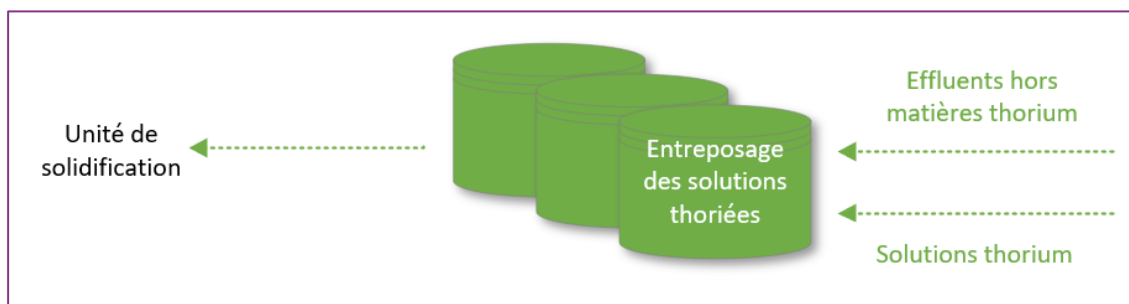 Unité de
solidification
Entreposage
des solutions
thoriées
Effluents hors
matières thorium
Solutions thorium